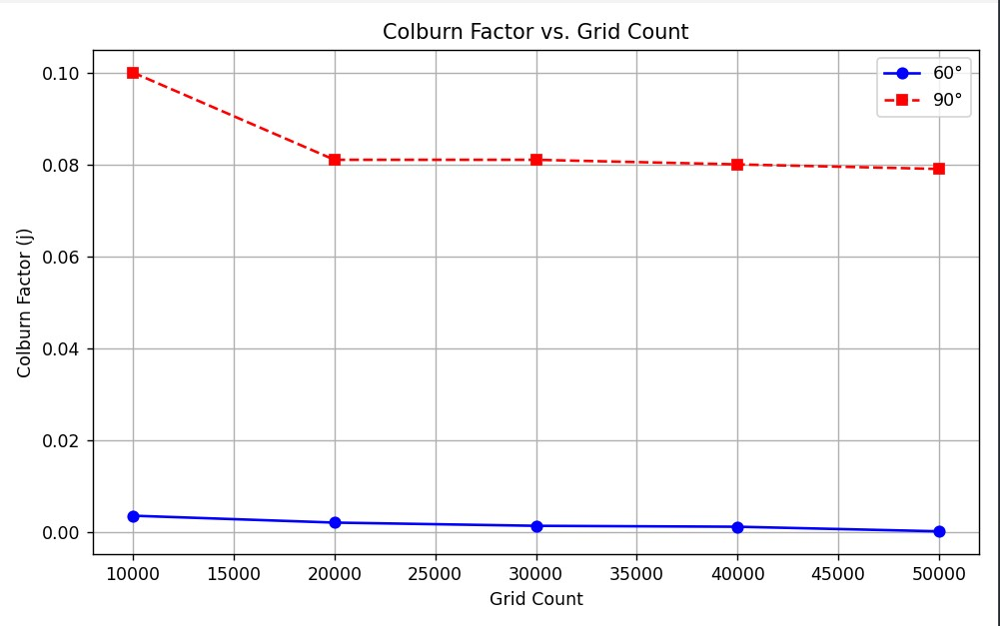 Colburn Factor vs. Grid Count
60°
90°
0.10
0.08
0.06
0.04
0.02
0.00
Colburn Factor (j)
10000 15000 20000 25000 30000 35000 40000 45000 50000
Grid Count